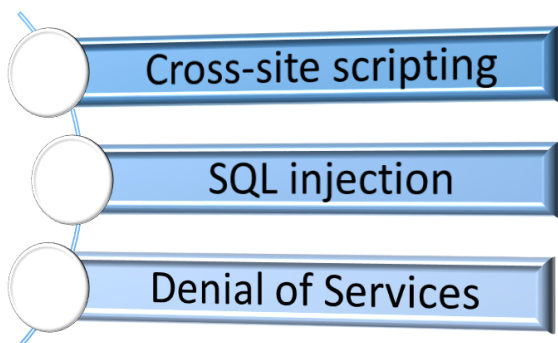 Cross-site scripting
SQL injection
Denial of Services